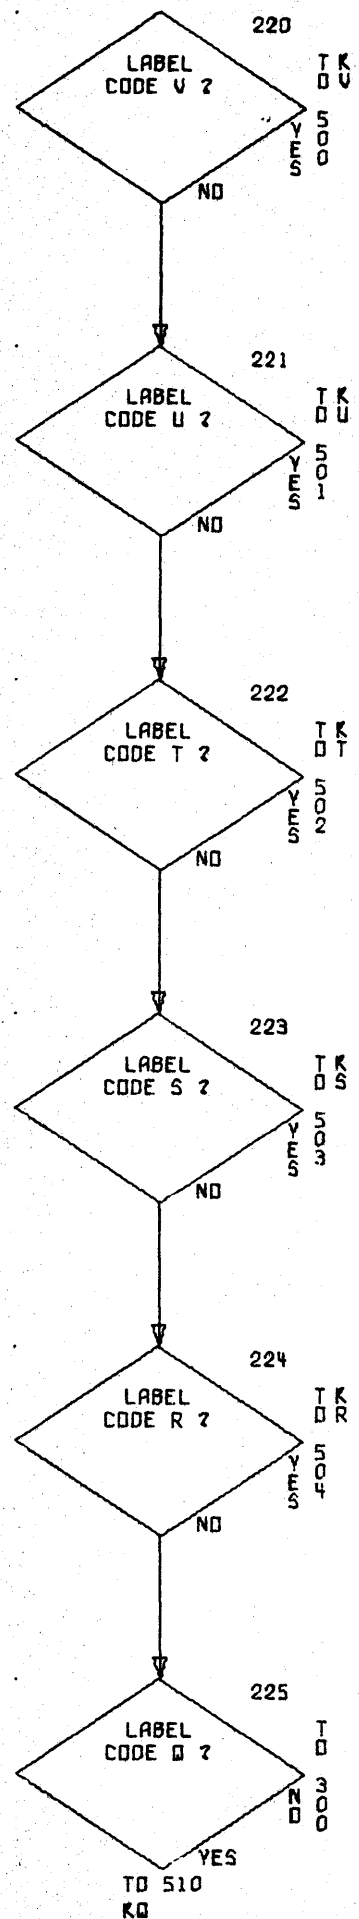 220
LABEL
CODE V ?
YES
TO 500
KV
NO
221
LABEL
CODE U ?
YES
TO 501
KU
NO
222
LABEL
CODE T ?
YES
TO 502
KT
NO
223
LABEL
CODE S ?
YES
TO 503
KS
NO
224
LABEL
CODE R ?
YES
TO 504
KR
NO
225
LABEL
CODE Q ?
NO
TO 300
YES
TO 510
KQ